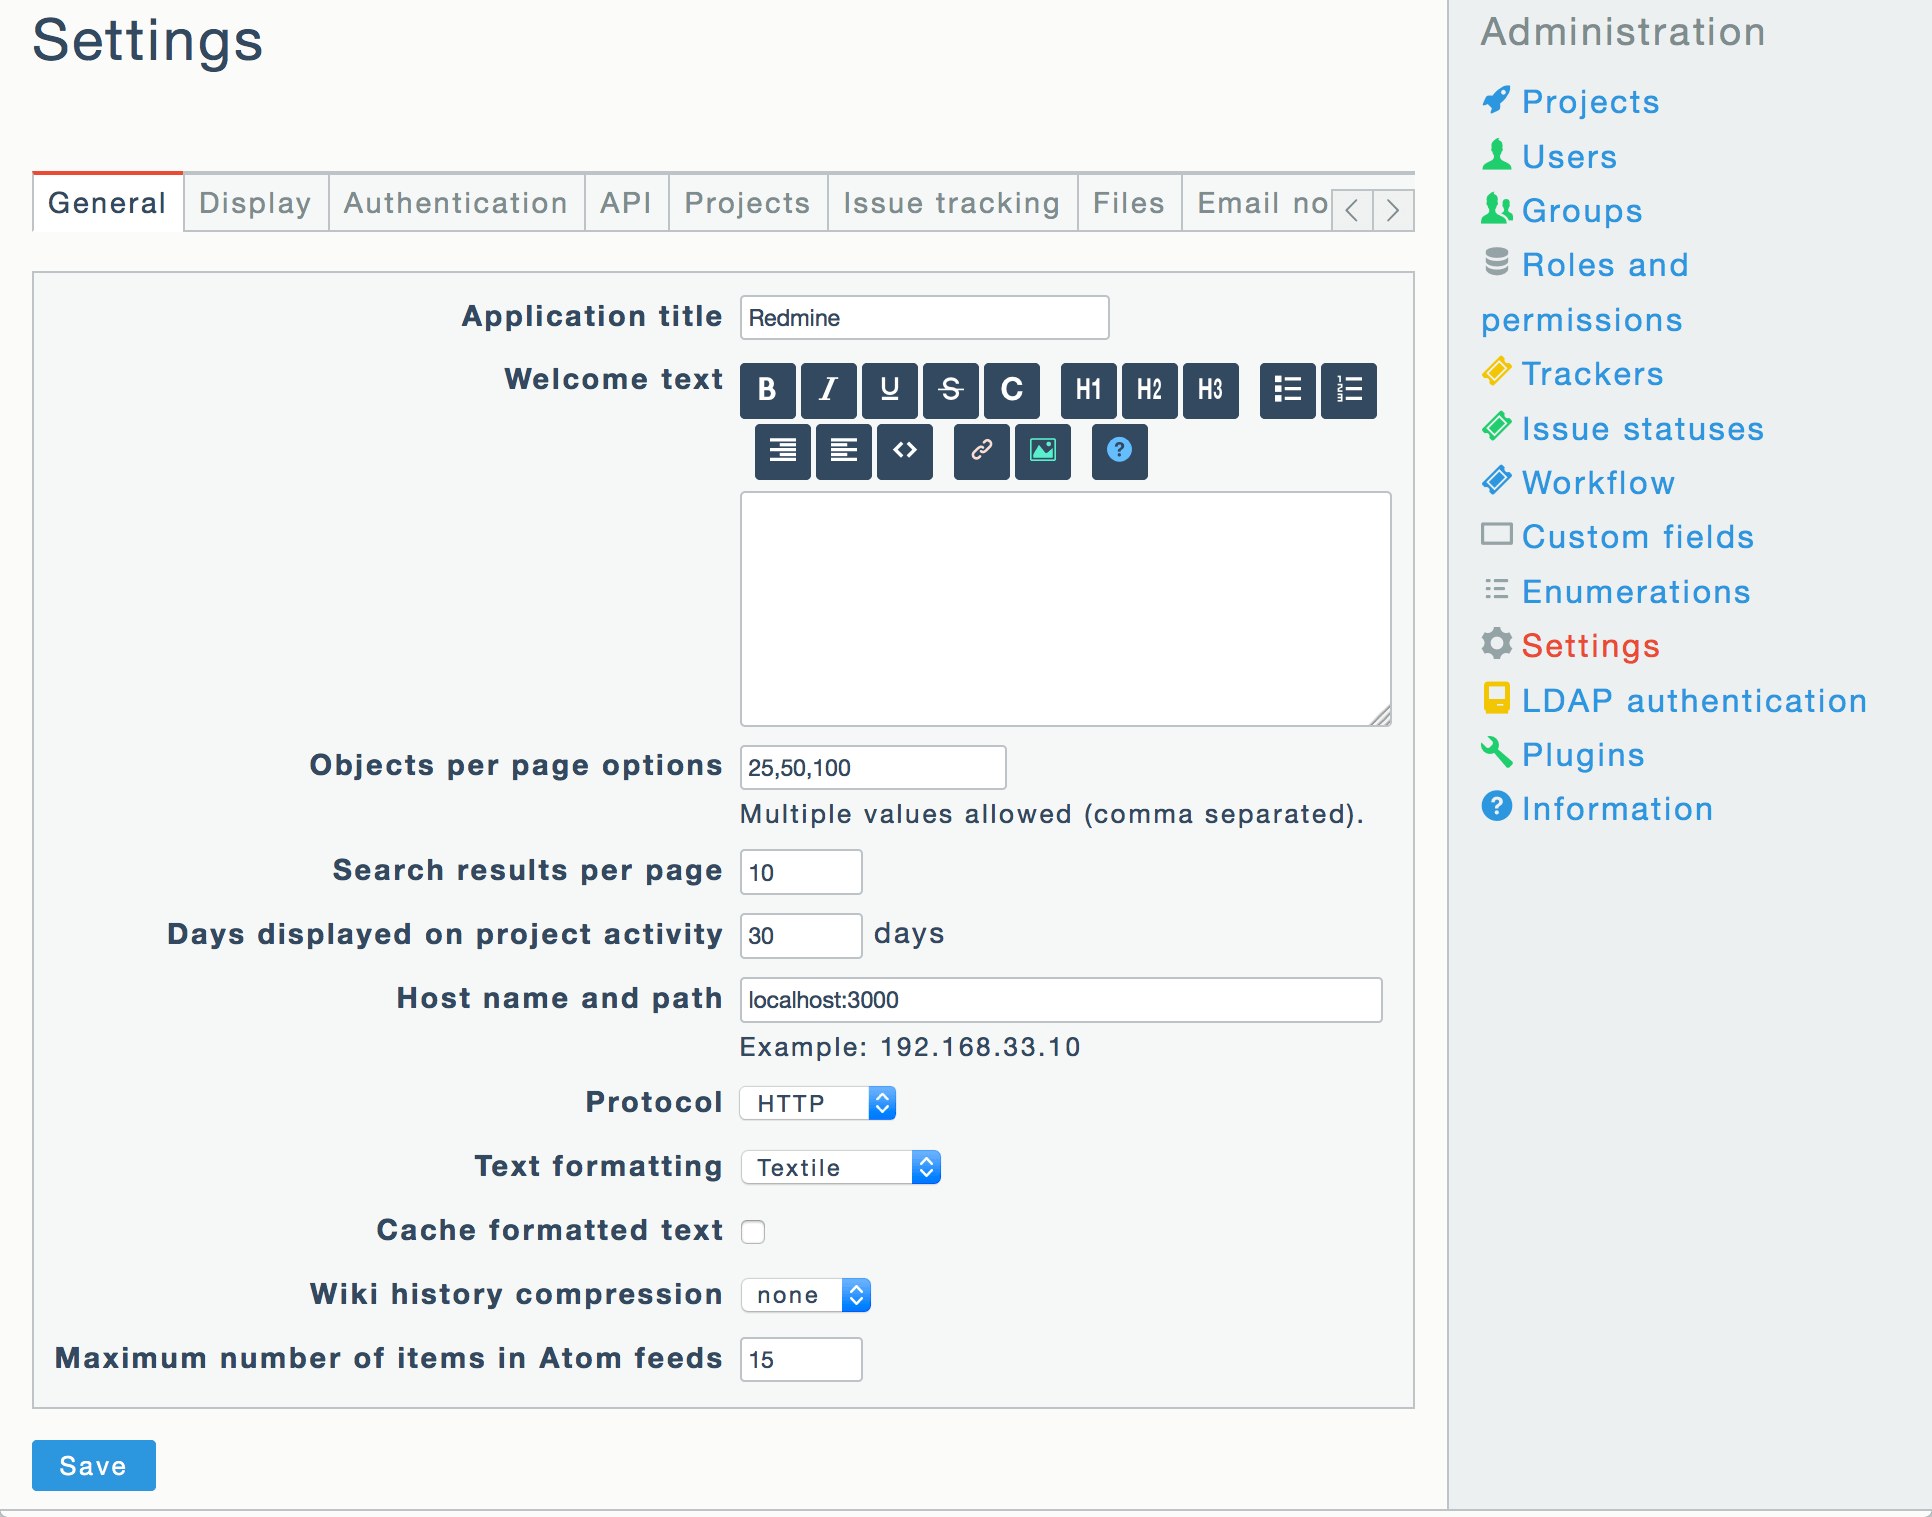 Settings
General Display Authentication API Projects Issue tracking Files Email no
Application title Redmine
Welcome text B I U S C H1 H2 H3
Objects per page options 25,50,100
Multiple values allowed (comma separated).
Search results per page 10
Days displayed on project activity 30 days
Host name and path localhost:3000
Example: 192.168.33.10
Protocol HTTP
Text formatting Textile
Cache formatted text
Wiki history compression none
Maximum number of items in Atom feeds 15
Save
Administration
Projects
Users
Groups
Roles and
permissions
Trackers
Issue statuses
Workflow
Custom fields
Enumerations
Settings
LDAP authentication
Plugins
Information